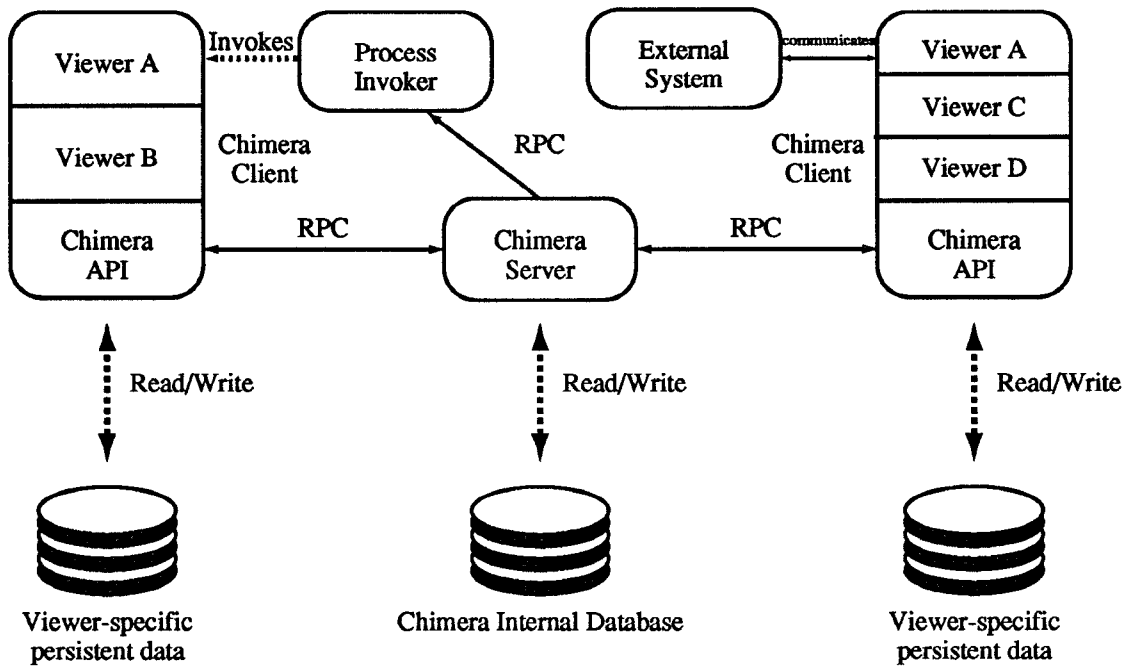 Viewer A
Invokes
Process
Invoker
External
System
communicates
Viewer A
Viewer C
Viewer B
Chimera
Client
RPC
Chimera
Client
Viewer D
Chimera
API
RPC
Chimera
Server
RPC
Chimera
API
Read/Write
Read/Write
Read/Write
Viewer-specific
persistent data
Chimera Internal Database
Viewer-specific
persistent data